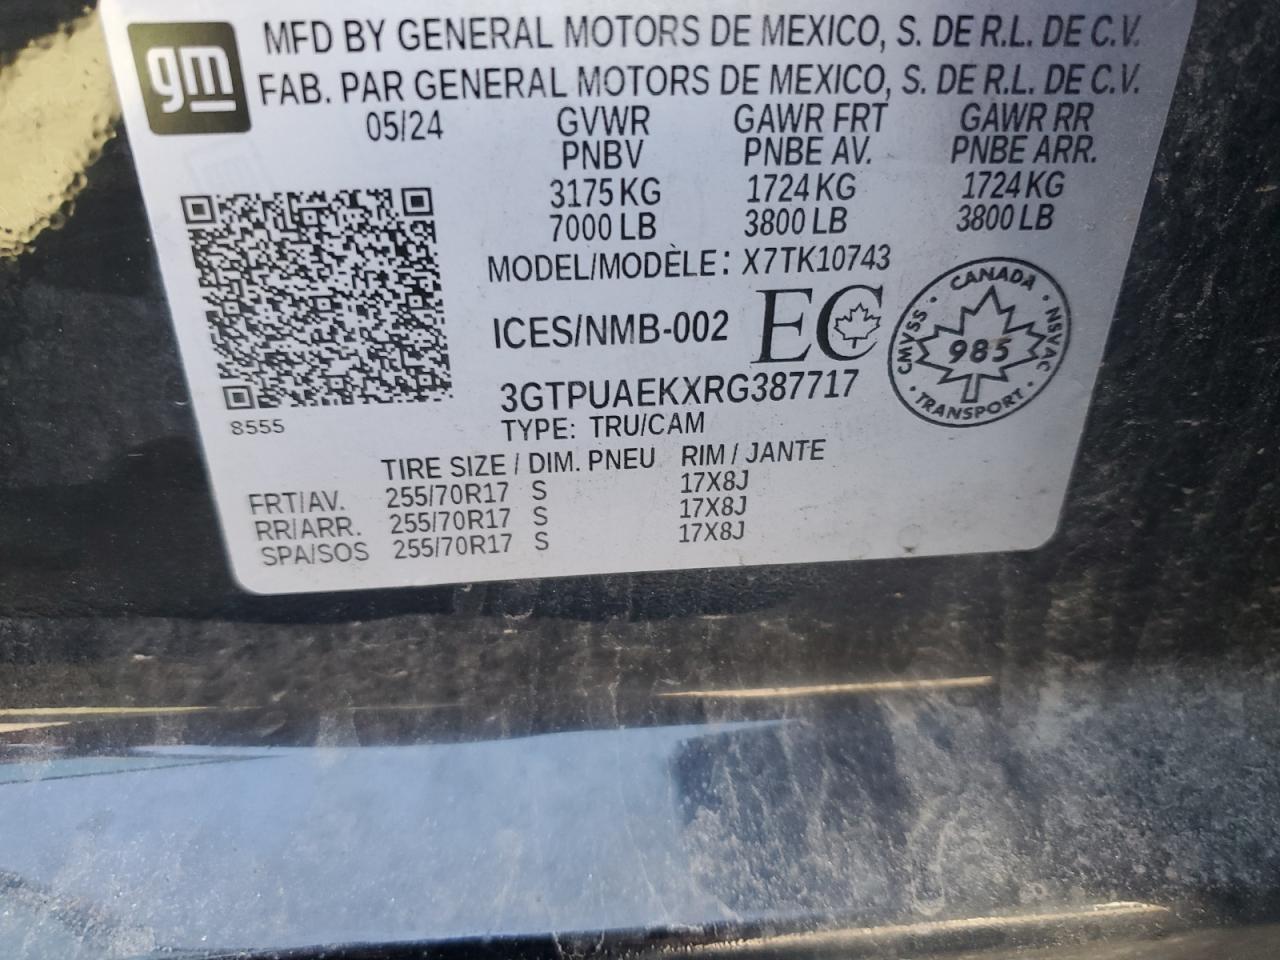 gm
MFD BY GENERAL MOTORS DE MEXICO, S. DE R.L. DE C.V.
FAB. PAR GENERAL MOTORS DE MEXICO, S. DE R.L. DE C.V.
05/24 GVWR GAWR FRT GAWR RR
PNBV PNBE AV. PNBE ARR.
3175 KG 1724 KG 1724 KG
7000 LB 3800 LB 3800 LB
MODEL/MODÈLE: X7TK10743
ICES/NMB-002 EC
CANADA
CMVSS 985 NSVAC
TRANSPORT
3GTPUAEKXRG387717
8555
TYPE: TRU/CAM
TIRE SIZE / DIM. PNEU RIM / JANTE
FRT/AV. 255/70R17 S 17X8J
RR/ARR. 255/70R17 S 17X8J
SPA/SOS 255/70R17 S 17X8J